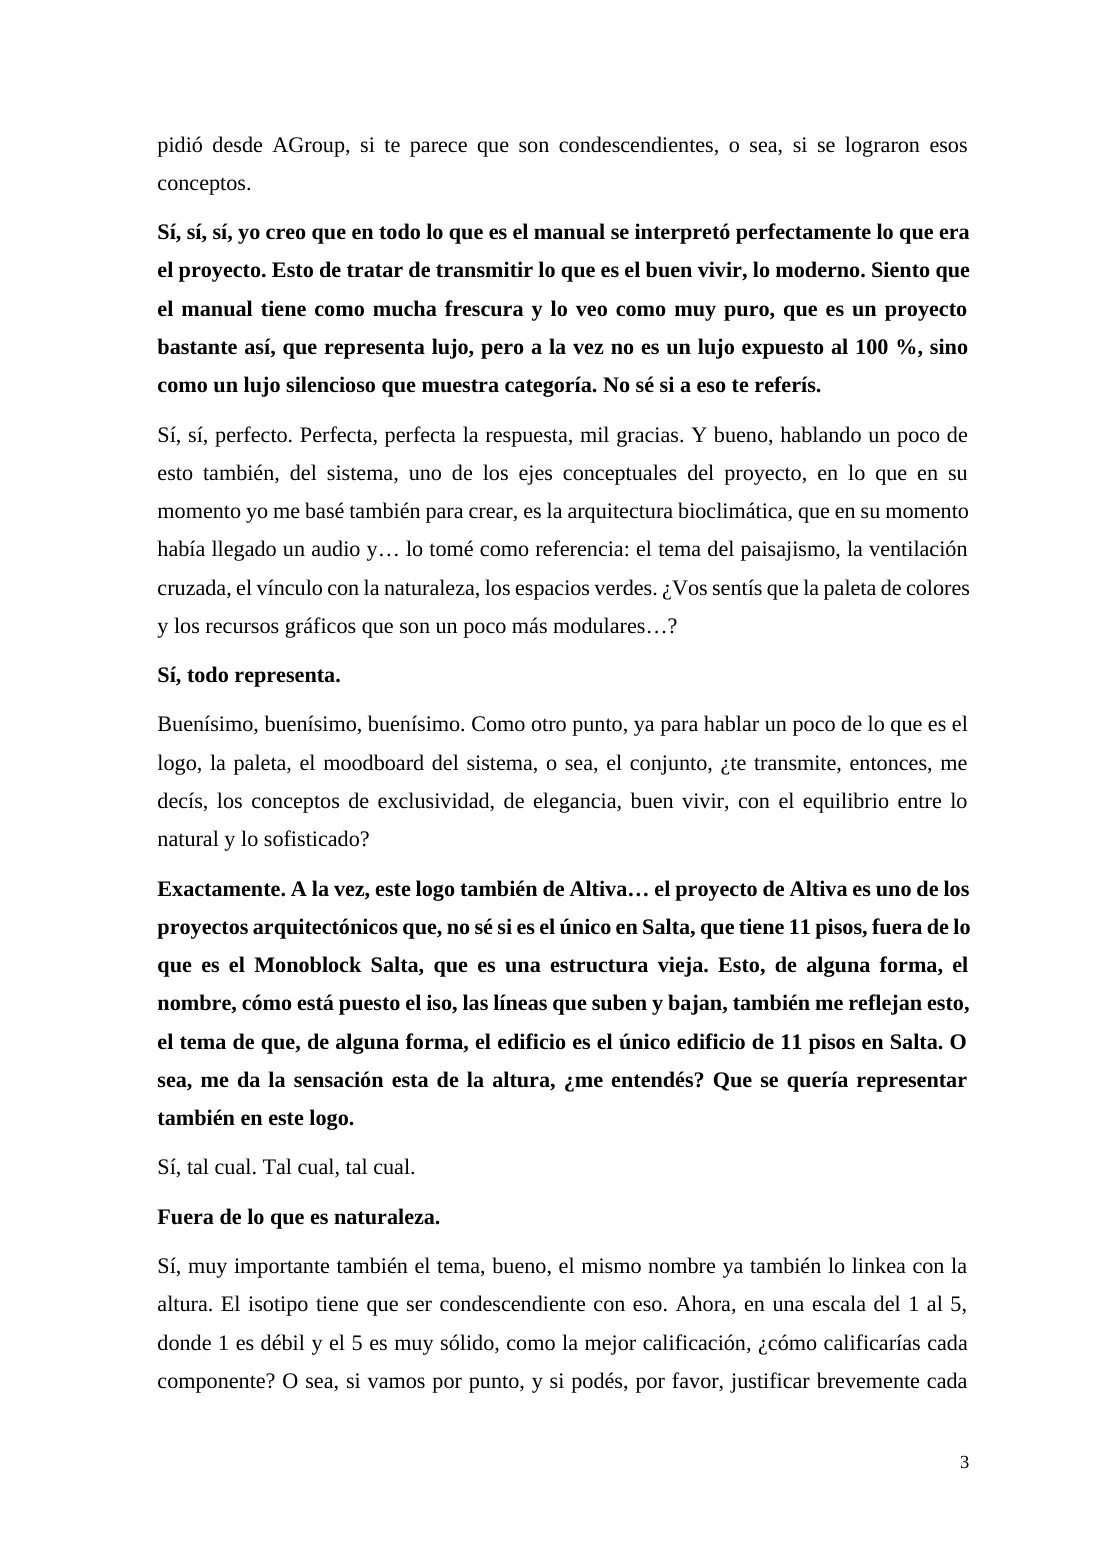 pidió desde AGroup, si te parece que son condescendientes, o sea, si se lograron esos
conceptos.
Sí, sí, sí, yo creo que en todo lo que es el manual se interpretó perfectamente lo que era
el proyecto. Esto de tratar de transmitir lo que es el buen vivir, lo moderno. Siento que
el manual tiene como mucha frescura y lo veo como muy puro, que es un proyecto
bastante así, que representa lujo, pero a la vez no es un lujo expuesto al 100 %, sino
como un lujo silencioso que muestra categoría. No sé si a eso te referís.
Sí, sí, perfecto. Perfecta, perfecta la respuesta, mil gracias. Y bueno, hablando un poco de
esto también, del sistema, uno de los ejes conceptuales del proyecto, en lo que en su
momento yo me basé también para crear, es la arquitectura bioclimática, que en su momento
había llegado un audio y… lo tomé como referencia: el tema del paisajismo, la ventilación
cruzada, el vínculo con la naturaleza, los espacios verdes. ¿Vos sentís que la paleta de colores
y los recursos gráficos que son un poco más modulares…?
Sí, todo representa.
Buenísimo, buenísimo, buenísimo. Como otro punto, ya para hablar un poco de lo que es el
logo, la paleta, el moodboard del sistema, o sea, el conjunto, ¿te transmite, entonces, me
decís, los conceptos de exclusividad, de elegancia, buen vivir, con el equilibrio entre lo
natural y lo sofisticado?
Exactamente. A la vez, este logo también de Altiva… el proyecto de Altiva es uno de los
proyectos arquitectónicos que, no sé si es el único en Salta, que tiene 11 pisos, fuera de lo
que es el Monoblock Salta, que es una estructura vieja. Esto, de alguna forma, el
nombre, cómo está puesto el iso, las líneas que suben y bajan, también me reflejan esto,
el tema de que, de alguna forma, el edificio es el único edificio de 11 pisos en Salta. O
sea, me da la sensación esta de la altura, ¿me entendés? Que se quería representar
también en este logo.
Sí, tal cual. Tal cual, tal cual.
Fuera de lo que es naturaleza.
Sí, muy importante también el tema, bueno, el mismo nombre ya también lo linkea con la
altura. El isotipo tiene que ser condescendiente con eso. Ahora, en una escala del 1 al 5,
donde 1 es débil y el 5 es muy sólido, como la mejor calificación, ¿cómo calificarías cada
componente? O sea, si vamos por punto, y si podés, por favor, justificar brevemente cada
3